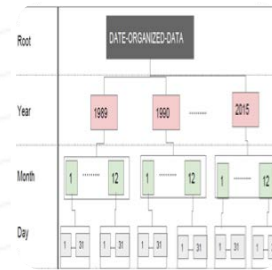 Root
DATE-ORGANIZED-DATA
Year
1989 1990 ......... 2015
Month
1 ......... 12 1 ......... 12 1 ......... 12
Day
1 - 31 1 - 31 1 - 31 1 - 31 1 - 31 1 - 31